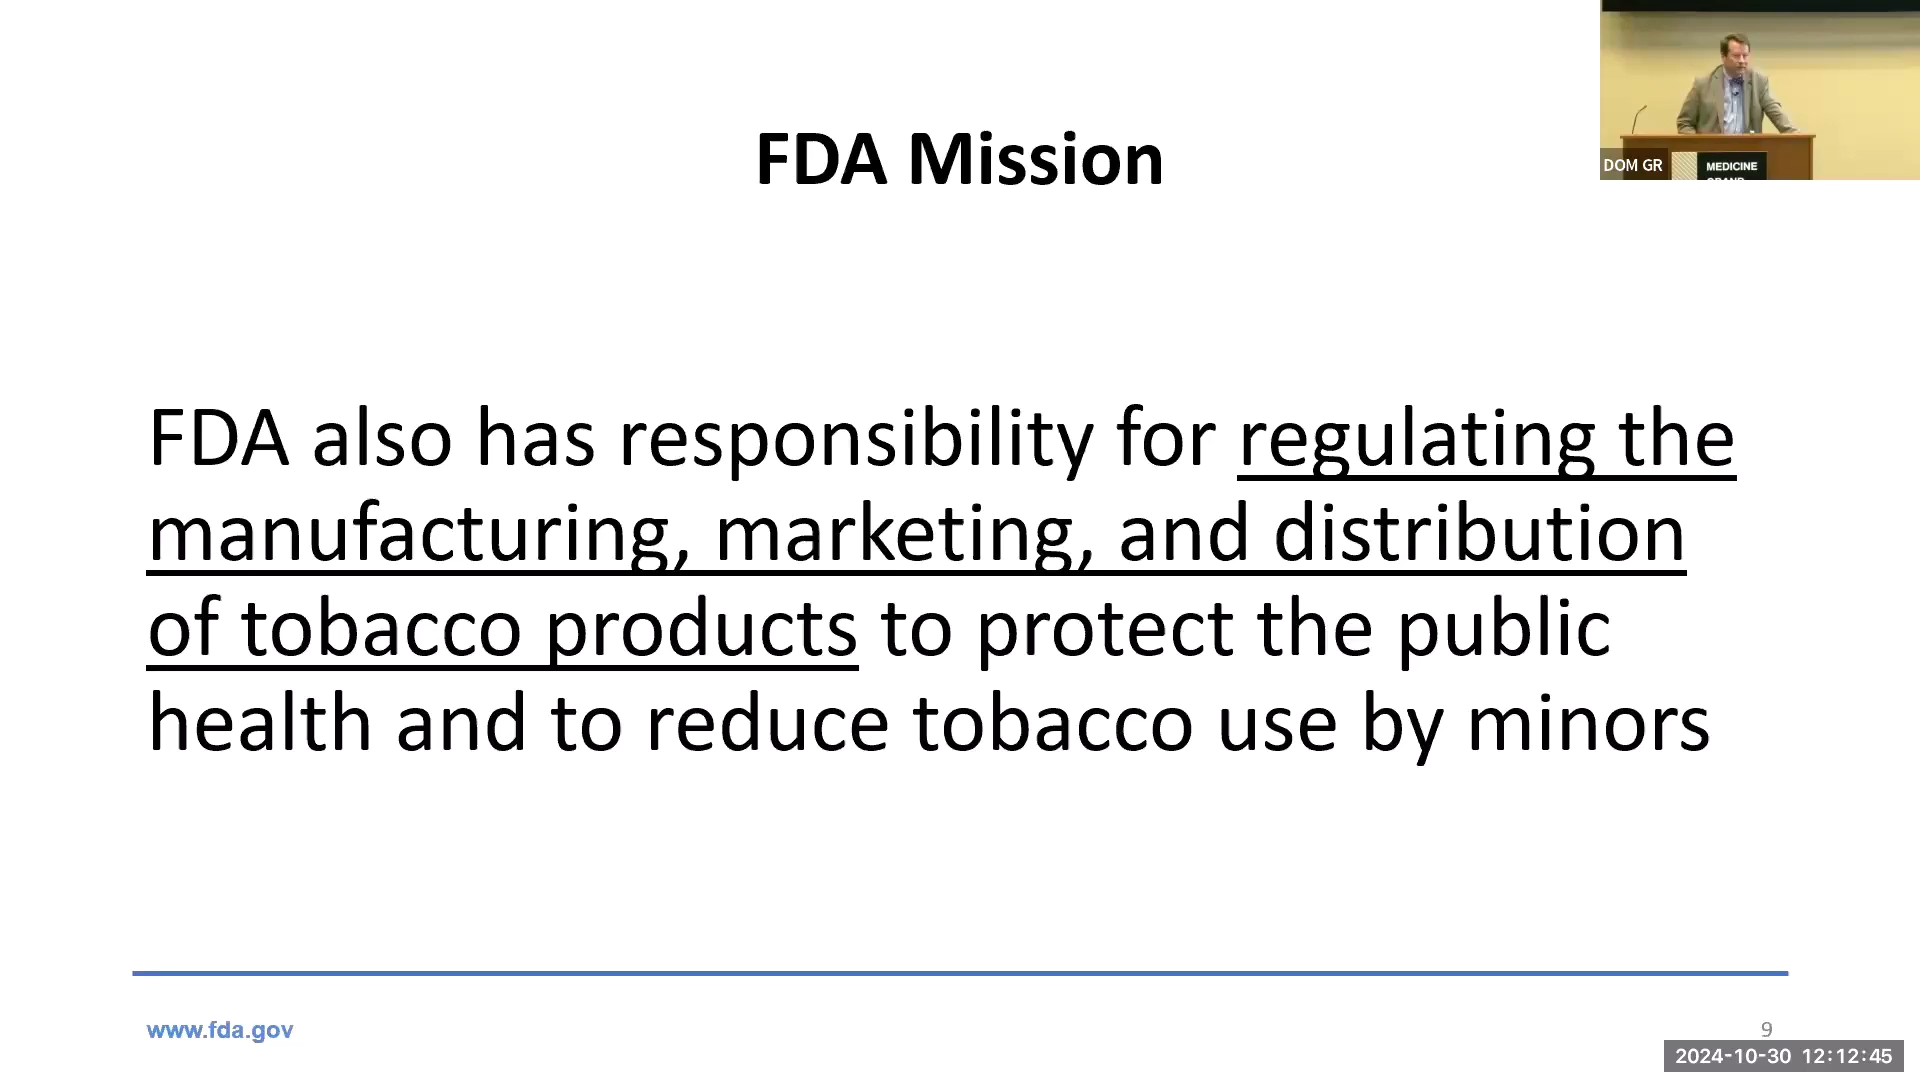 FDA Mission
FDA also has responsibility for regulating the
manufacturing, marketing, and distribution
of tobacco products to protect the public
health and to reduce tobacco use by minors
www.fda.gov
9
2024-10-30 12:12:45
DOM GR
MEDICINE
GRAND